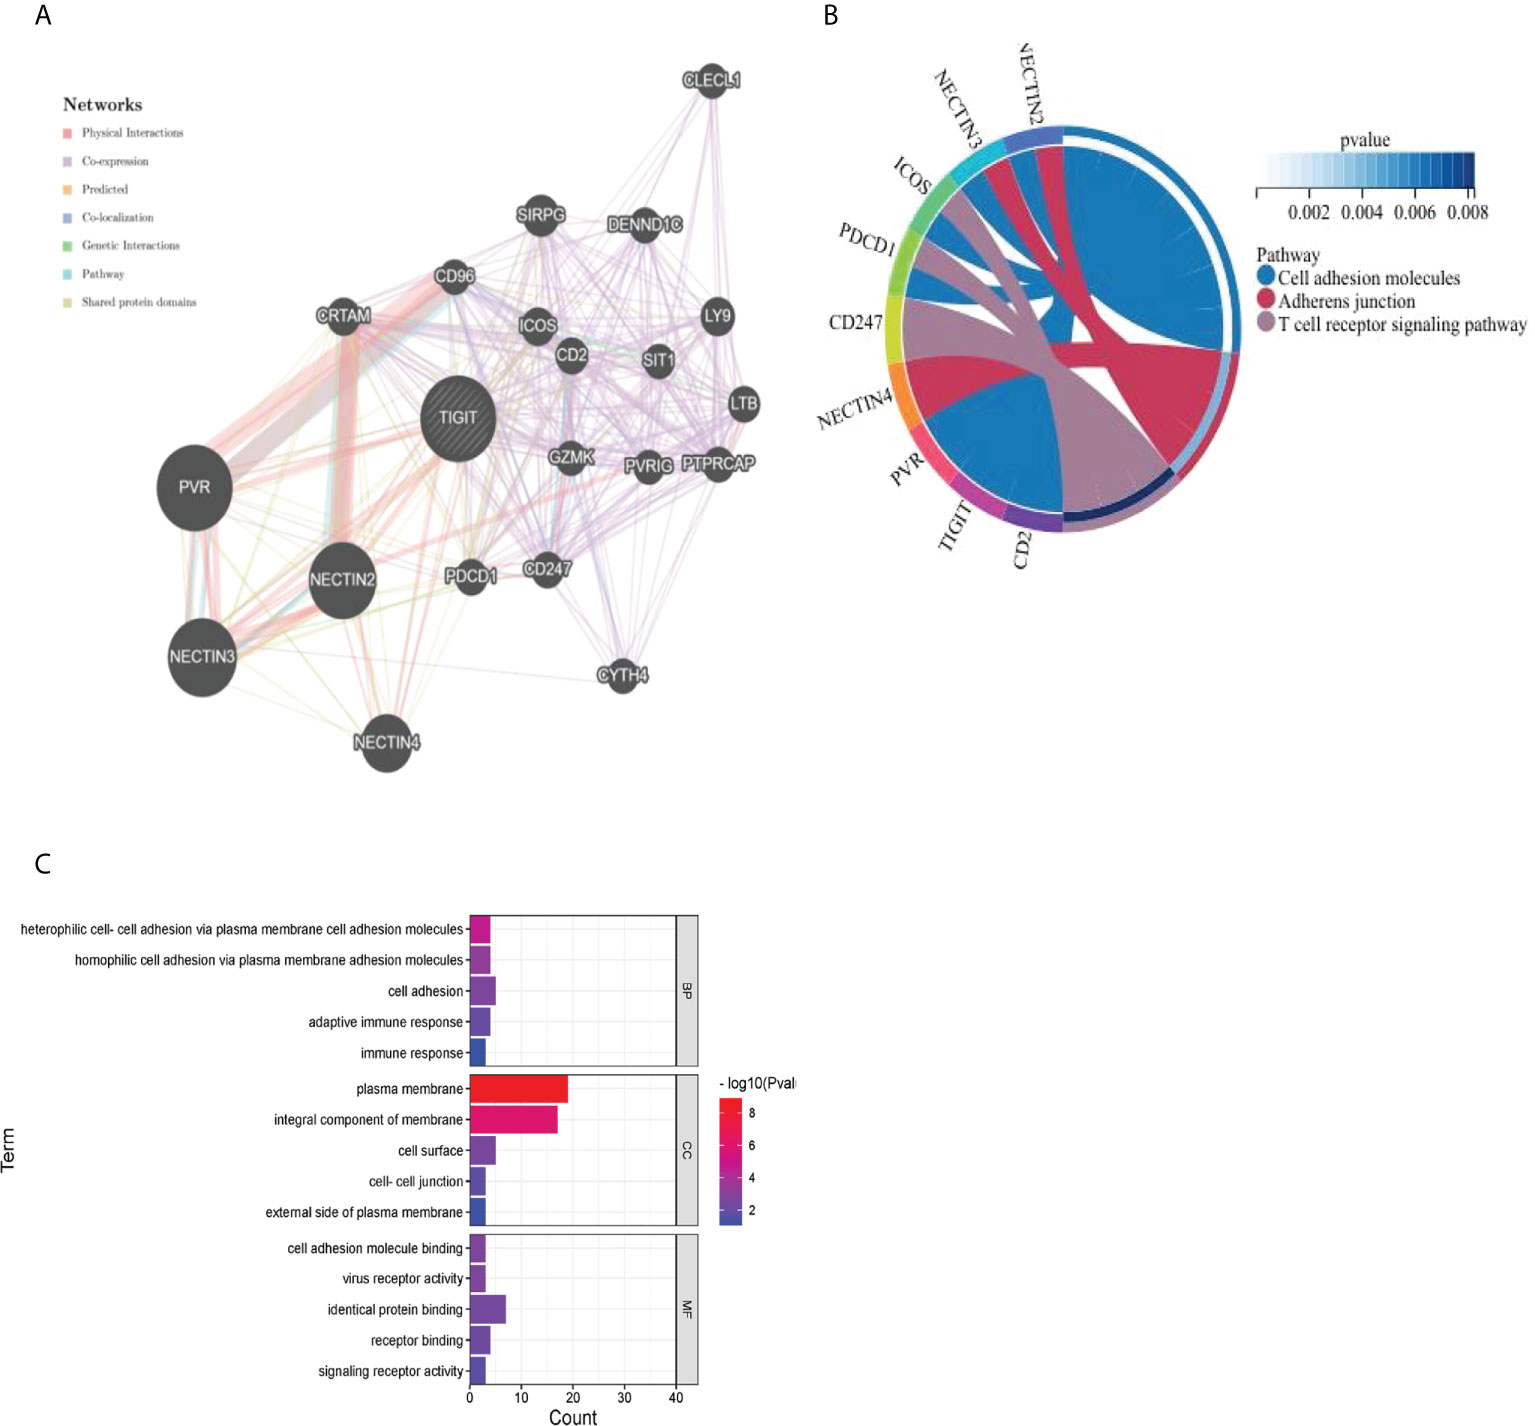 A
Networks
Physical Interactions
Co-expression
Predicted
Co-localization
Genetic Interactions
Pathway
Shared protein domains
CLECL1
SIRPG
DENND1C
CD96
CRTAM
ICOS
LY9
CD2
SIT1
TIGIT
LTB
GZMK
PVRIG
PTPRCAP
PVR
NECTIN2
PDCD1
CD247
NECTIN3
CYTH4
NECTIN4
B
NECTIN2
NECTIN3
ICOS
PDCD1
CD247
NECTIN4
PVR
TIGIT
CD2
pvalue
0.002 0.004 0.006 0.008
Pathway
Cell adhesion molecules
Adherens junction
T cell receptor signaling pathway
C
Term
heterophilic cell- cell adhesion via plasma membrane cell adhesion molecules
homophilic cell adhesion via plasma membrane adhesion molecules
cell adhesion
adaptive immune response
immune response
BP
plasma membrane
integral component of membrane
cell surface
cell- cell junction
external side of plasma membrane
CC
cell adhesion molecule binding
virus receptor activity
identical protein binding
receptor binding
signaling receptor activity
MF
0 10 20 30 40
Count
- log10(Pval
8
6
4
2